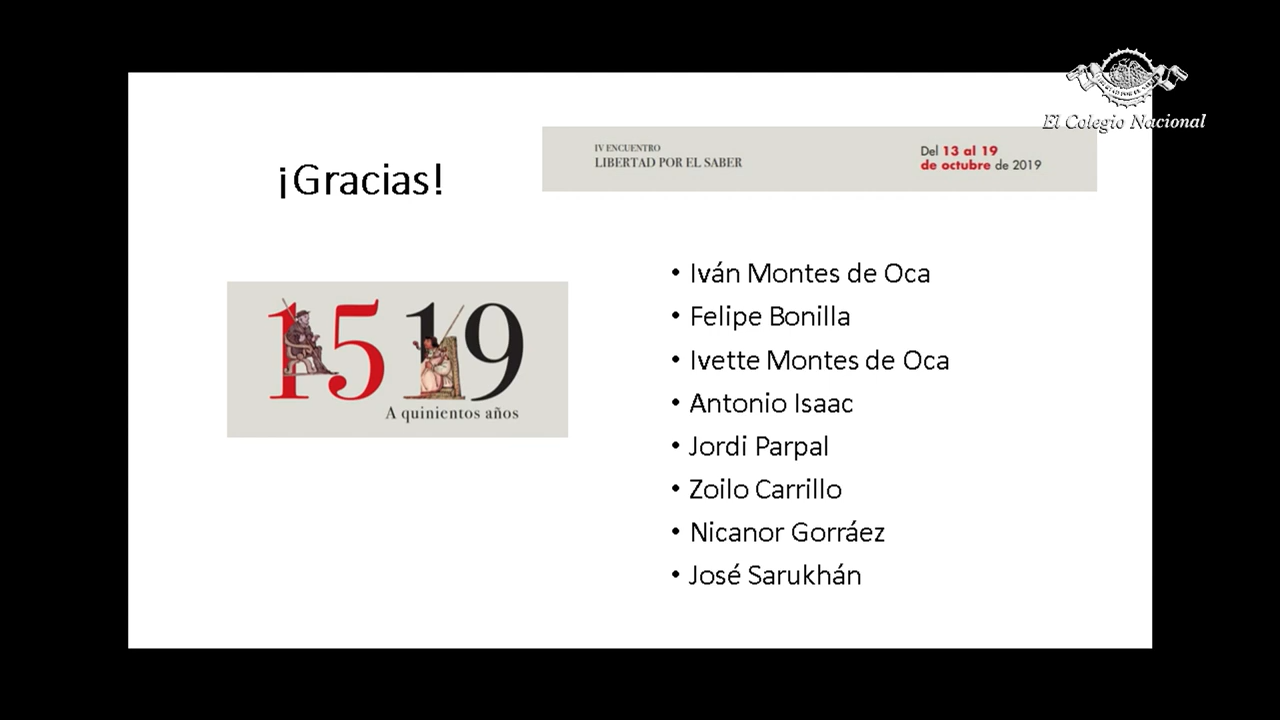 El Colegio Nacional
¡Gracias!
IV ENCUENTRO
LIBERTAD POR EL SABER
Del 13 al 19
de octubre de 2019
1519
A quinientos años
• Iván Montes de Oca
• Felipe Bonilla
• Ivette Montes de Oca
• Antonio Isaac
• Jordi Parpal
• Zoilo Carrillo
• Nicanor Gorráez
• José Sarukhán